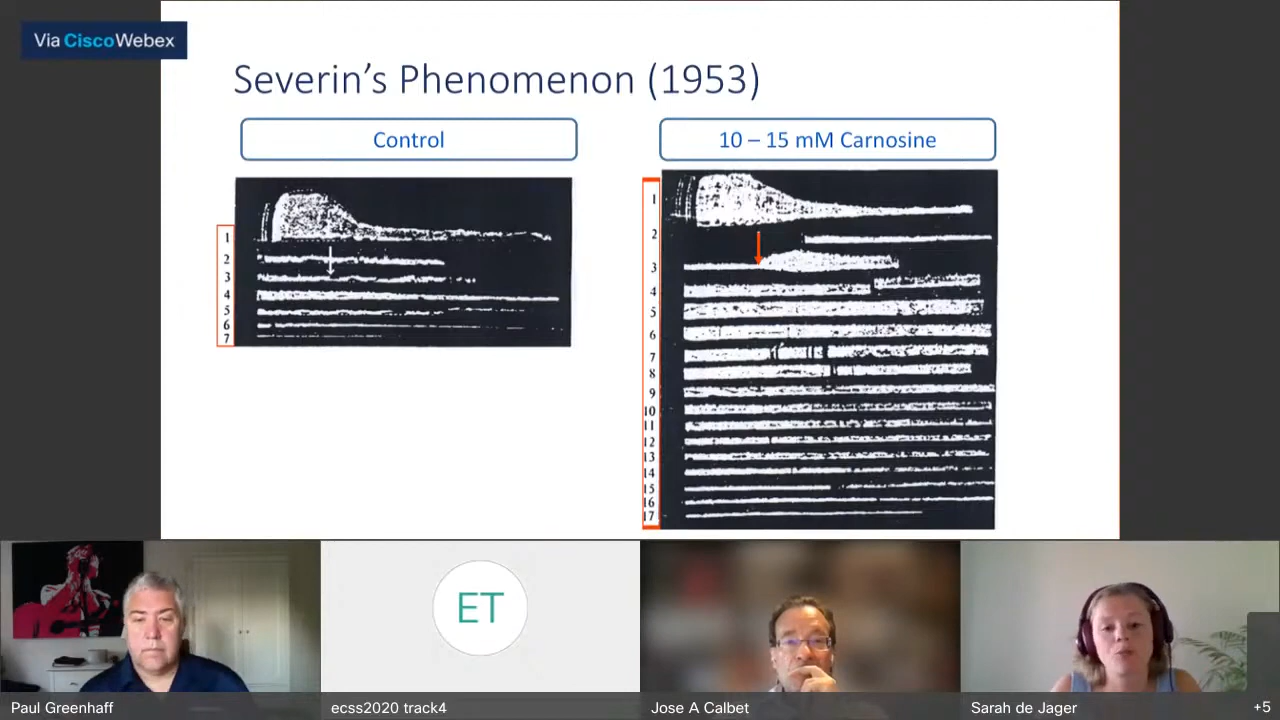 Via CiscoWebex
Severin's Phenomenon (1953)
Control
10 – 15 mM Carnosine
1
2
3
4
5
6
7
1
2
3
4
5
6
7
8
9
10
11
12
13
14
15
16
17
ET
Paul Greenhaff
ecss2020 track4
Jose A Calbet
Sarah de Jager
+5